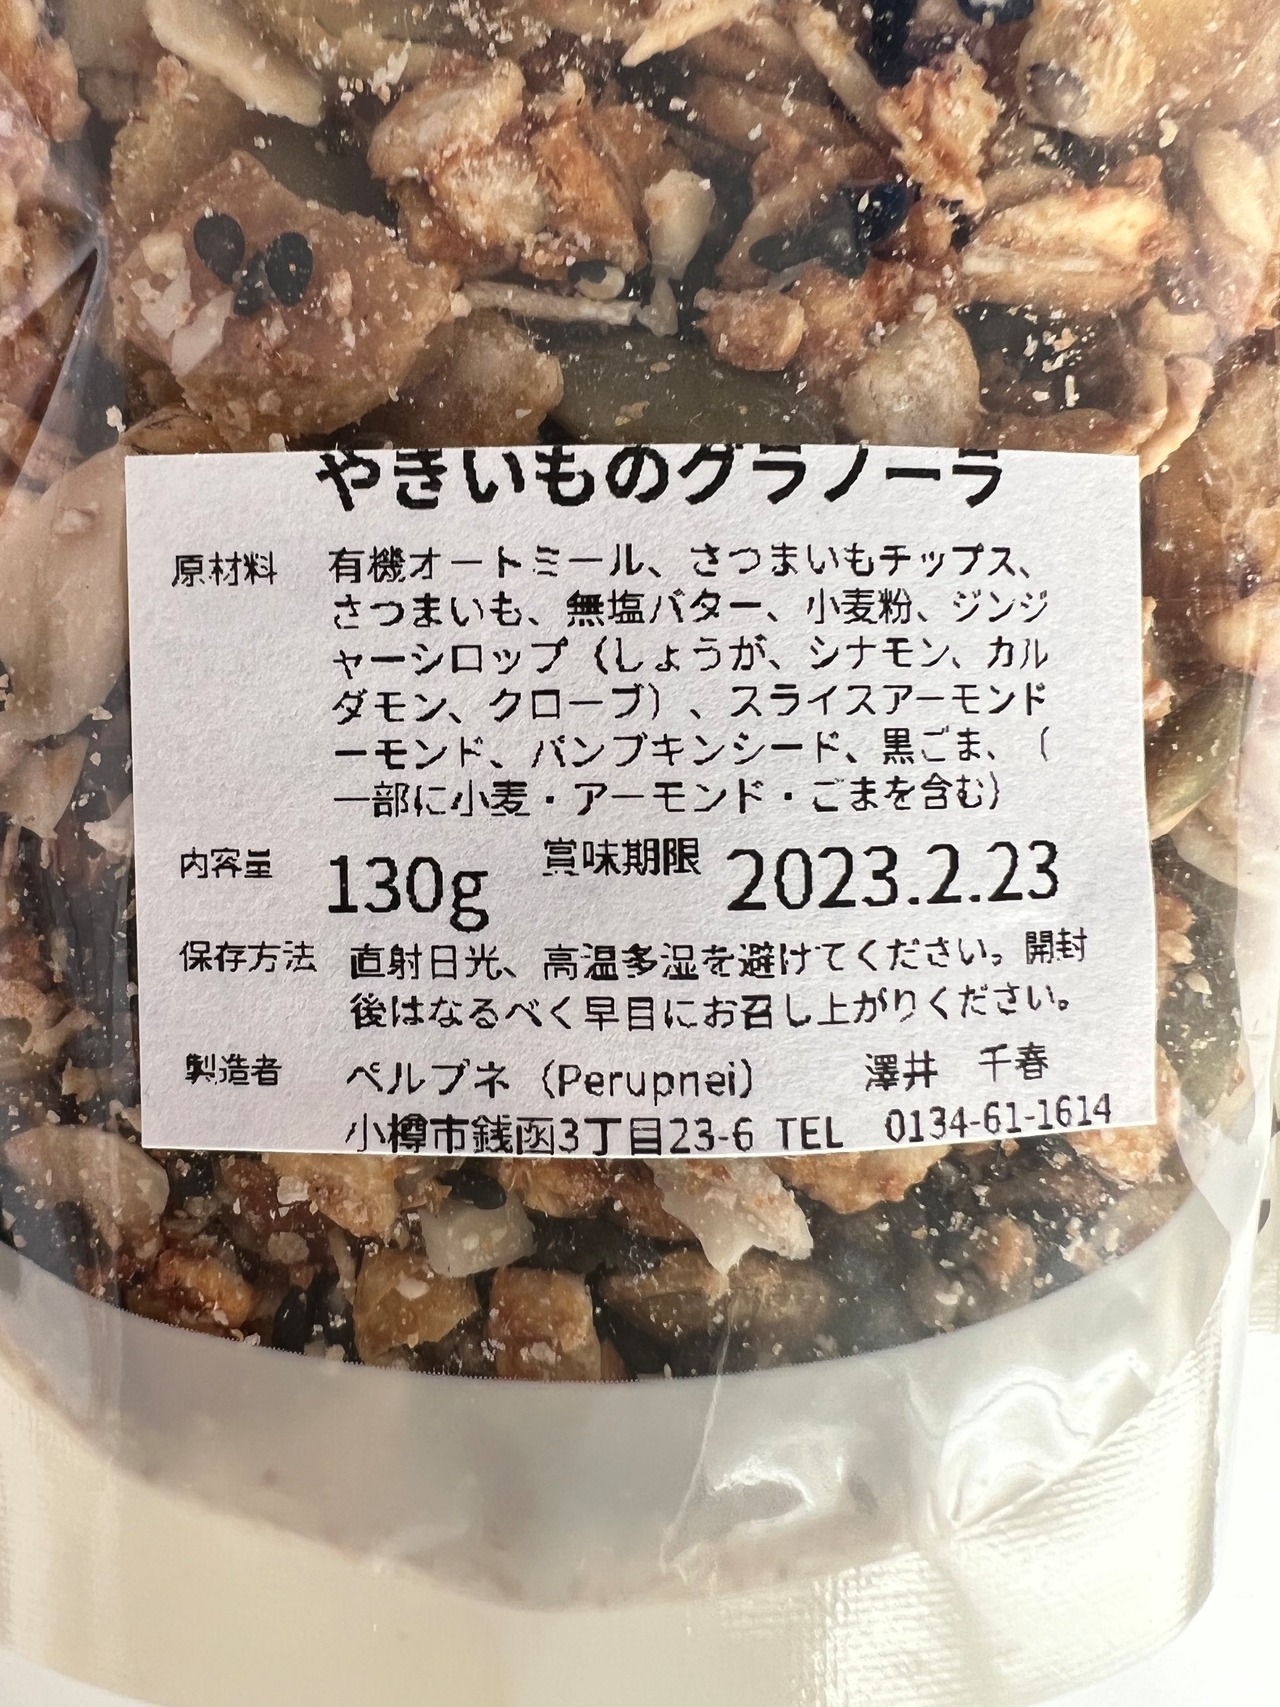 やきいものグラノーラ
原材料 有機オートミール、さつまいもチップス、
さつまいも、無塩バター、小麦粉、ジンジ
ャーシロップ（しょうが、シナモン、カル
ダモン、クローブ）、スライスアーモンド
ーモンド、パンプキンシード、黒ごま、（
一部に小麦・アーモンド・ごまを含む）
内容量 130g 賞味期限 2023.2.23
保存方法 直射日光、高温多湿を避けてください。開封
後はなるべく早目にお召し上がりください。
製造者 ペルプネ（Perupnei） 澤井 千春
小樽市銭函3丁目23-6 TEL 0134-61-1614